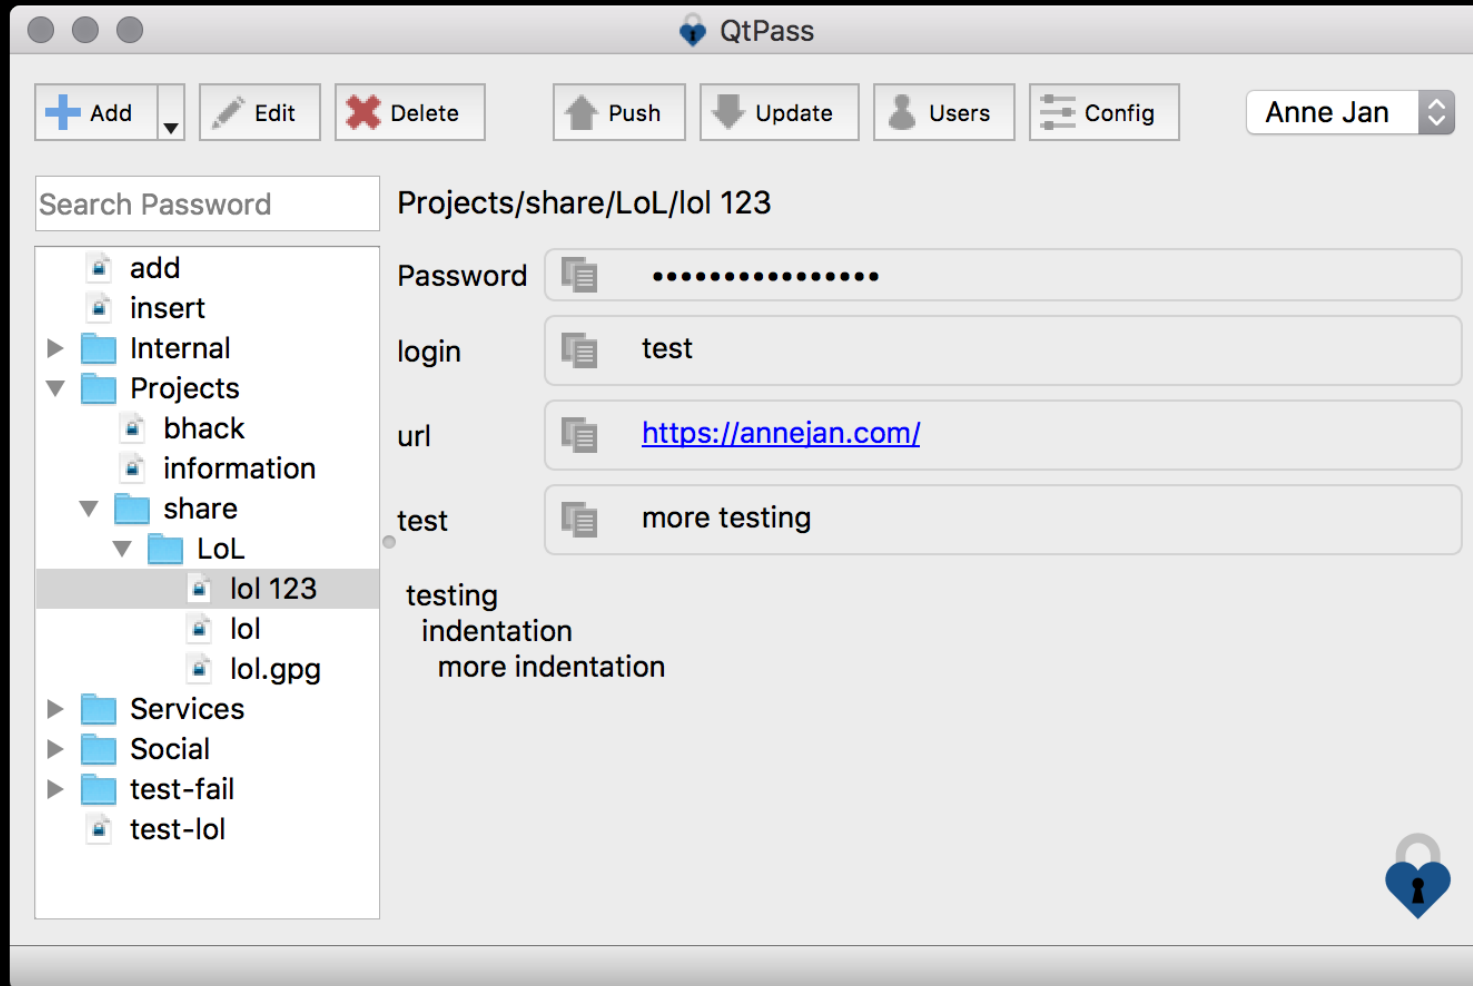 QtPass
Add Edit Delete Push Update Users Config Anne Jan
Search Password
add
insert
Internal
Projects
bhack
information
share
LoL
lol 123
lol
lol.gpg
Services
Social
test-fail
test-lol
Projects/share/LoL/lol 123
Password ••••••••••••••••
login test
url https://annejan.com/
test more testing
testing
indentation
more indentation